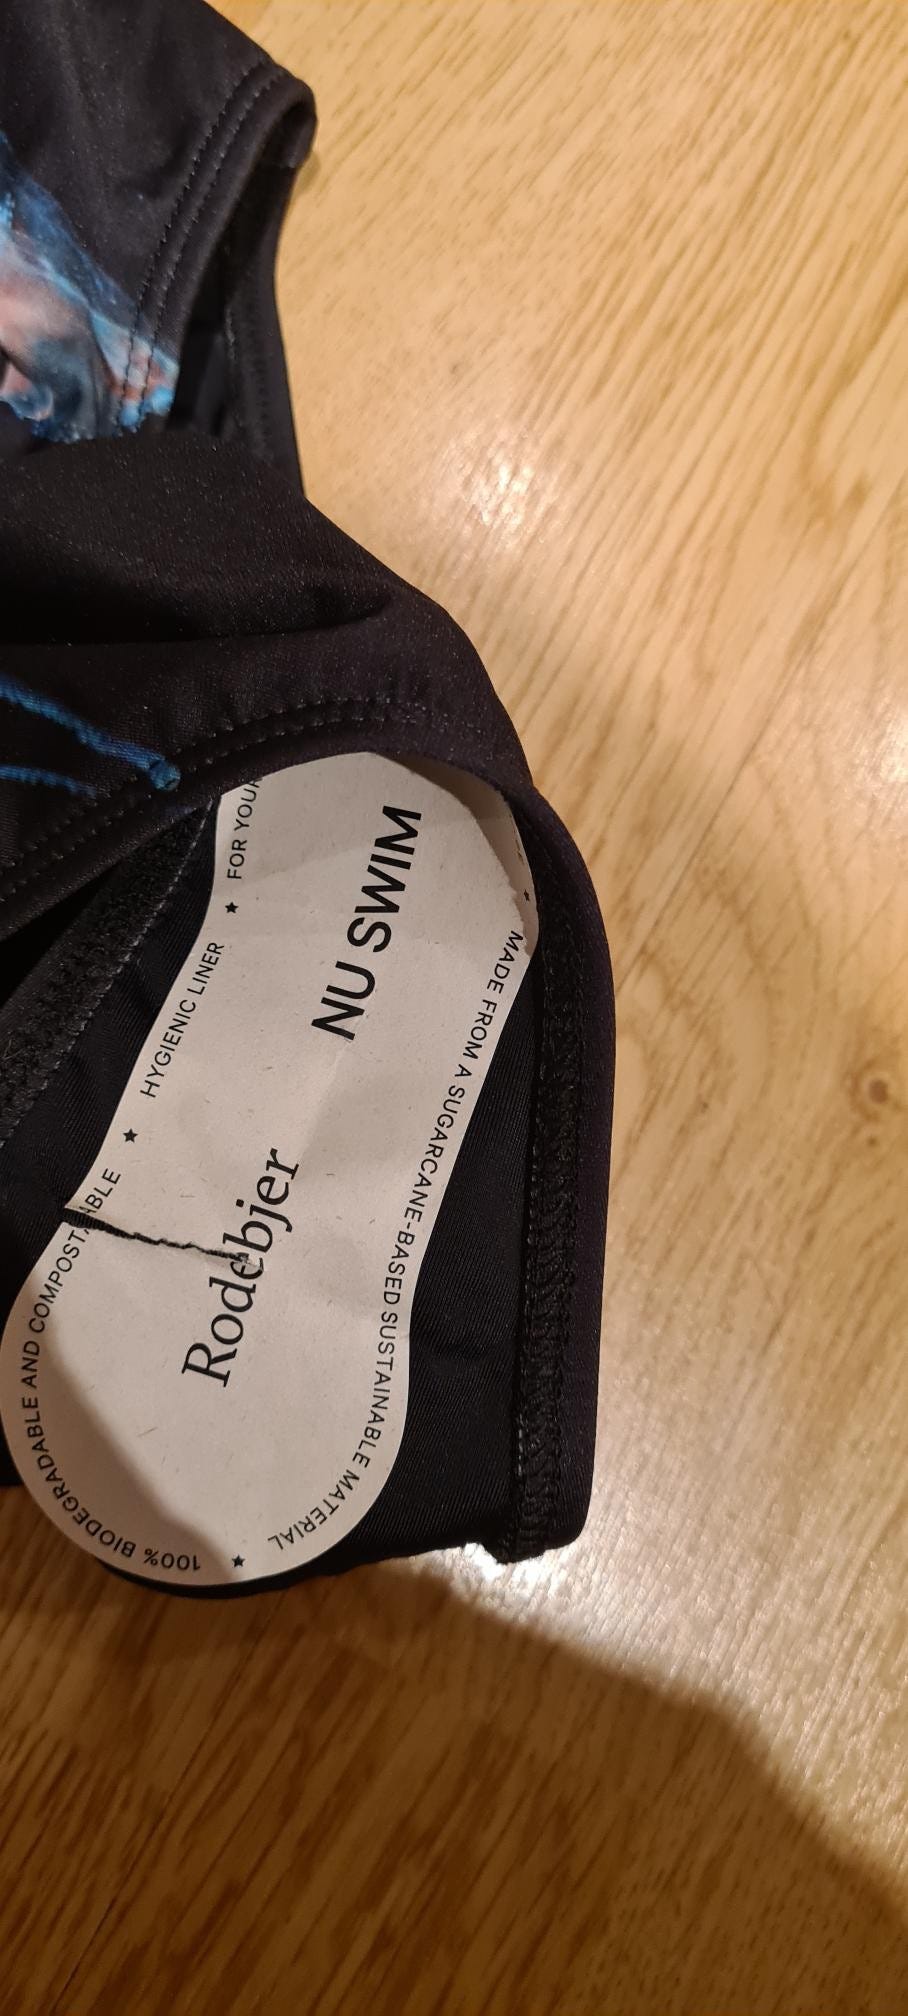 NU SWIM
Rodebjer
100% BIODEGRADABLE AND COMPOSTABLE ★ HYGIENIC LINER ★ FOR YOUR
★ MADE FROM A SUGARCANE-BASED SUSTAINABLE MATERIAL ★